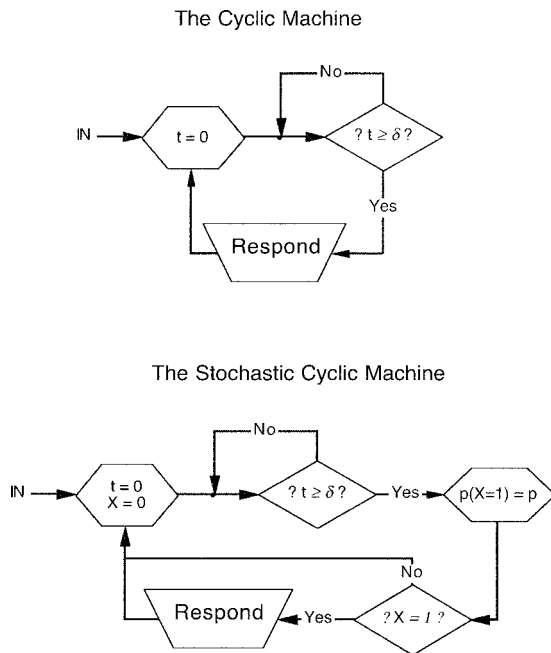 The Cyclic Machine
No
IN
t = 0
? t ≥ δ ?
Yes
Respond
The Stochastic Cyclic Machine
No
IN
t = 0
X = 0
? t ≥ δ ?
Yes
p(X=1) = p
No
Respond
Yes
? X = 1 ?